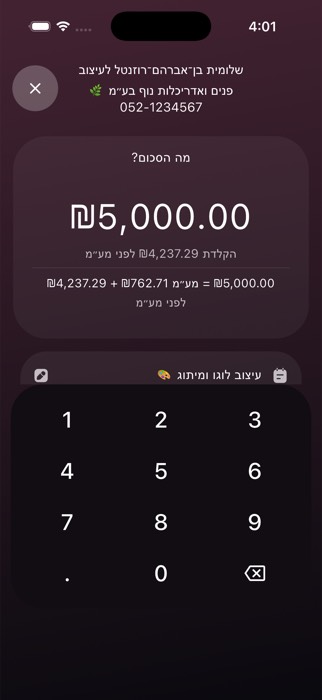 4:01
שלומית בן־אברהם־רוזנטל לעיצוב
פנים ואדריכלות נוף בע״מ 🌿
052-1234567
מה הסכום?
₪5,000.00
הקלדת ₪4,237.29 לפני מע״מ
₪4,237.29 + ₪762.71 מע״מ = ₪5,000.00
לפני מע״מ
עיצוב לוגו ומיתוג 🎨
1 2 3
4 5 6
7 8 9
. 0